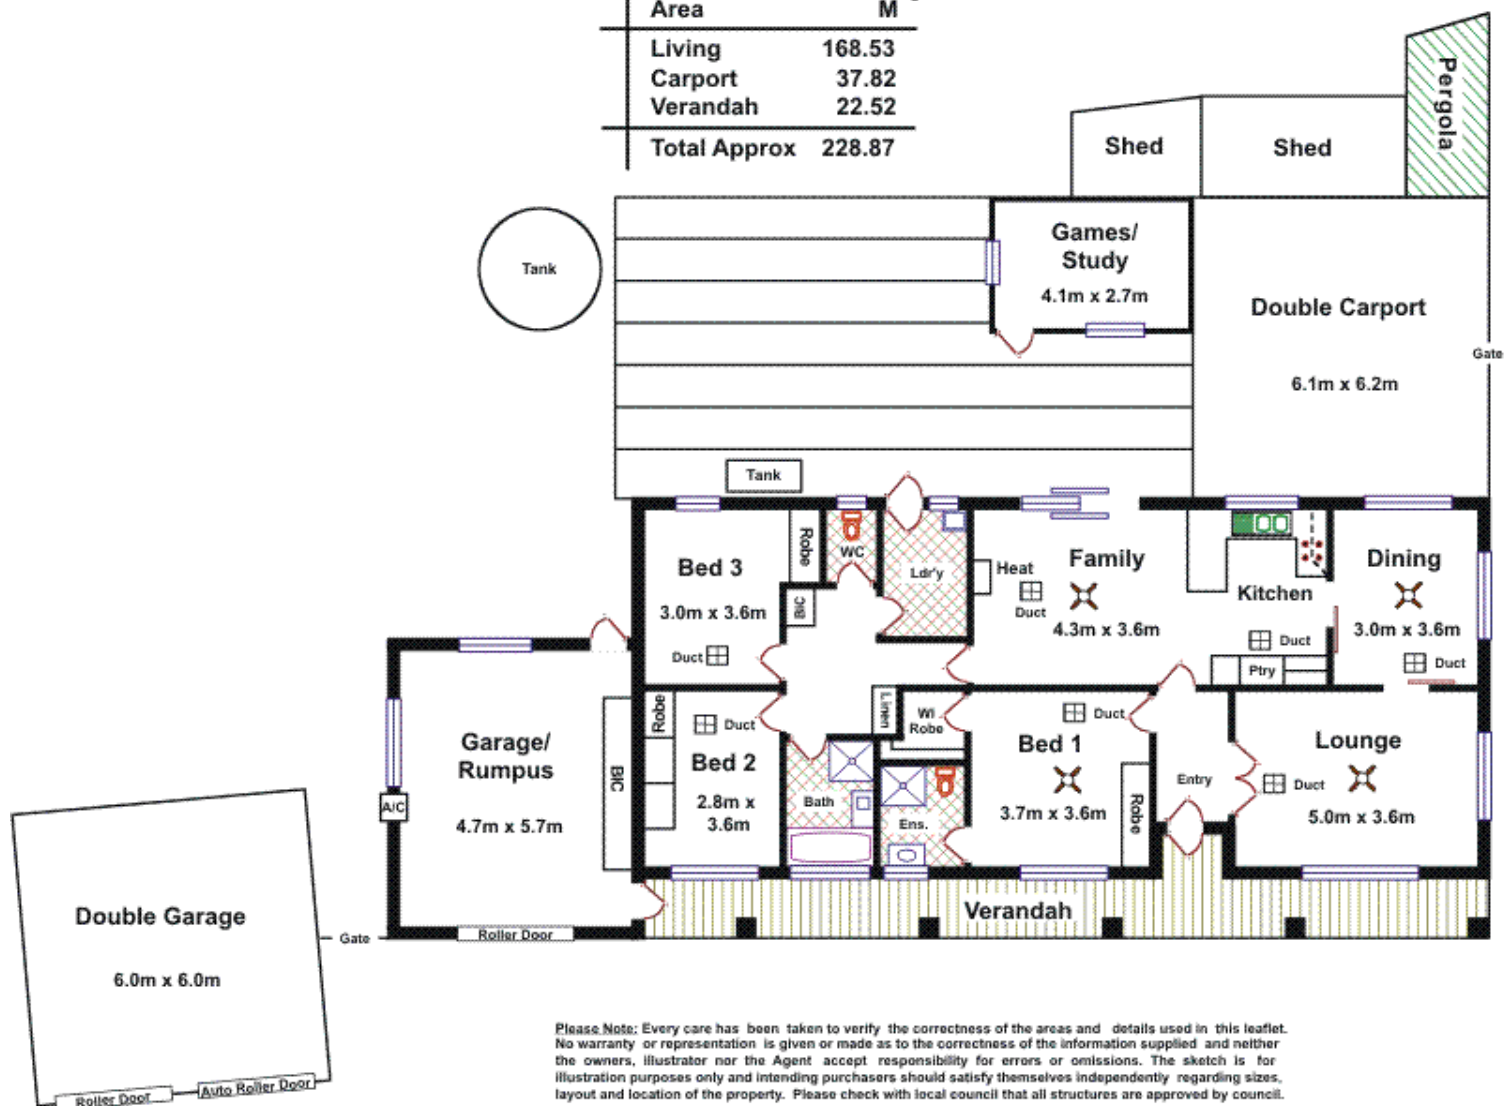 Area M
Living 168.53
Carport 37.82
Verandah 22.52
Total Approx 228.87
Pergola
Shed
Shed
Tank
Games/
Study
4.1m x 2.7m
Double Carport
6.1m x 6.2m
Gate
Tank
Bed 3
3.0m x 3.6m
Duct
Robe
WC
BIC
Ldr'y
Heat
Duct
Family
4.3m x 3.6m
Kitchen
Duct
Ptry
Dining
3.0m x 3.6m
Duct
Garage/
Rumpus
4.7m x 5.7m
BIC
A/C
Roller Door
Robe
Duct
Bed 2
2.8m x
3.6m
Linen
WI
Robe
Bath
Ens.
Duct
Bed 1
3.7m x 3.6m
Robe
Entry
Lounge
Duct
5.0m x 3.6m
Verandah
Double Garage
6.0m x 6.0m
Gate
Roller Door
Auto Roller Door
Please Note: Every care has been taken to verify the correctness of the areas and details used in this leaflet.
No warranty or representation is given or made as to the correctness of the information supplied and neither
the owners, illustrator nor the Agent accept responsibility for errors or omissions. The sketch is for
illustration purposes only and intending purchasers should satisfy themselves independently regarding sizes,
layout and location of the property. Please check with local council that all structures are approved by council.